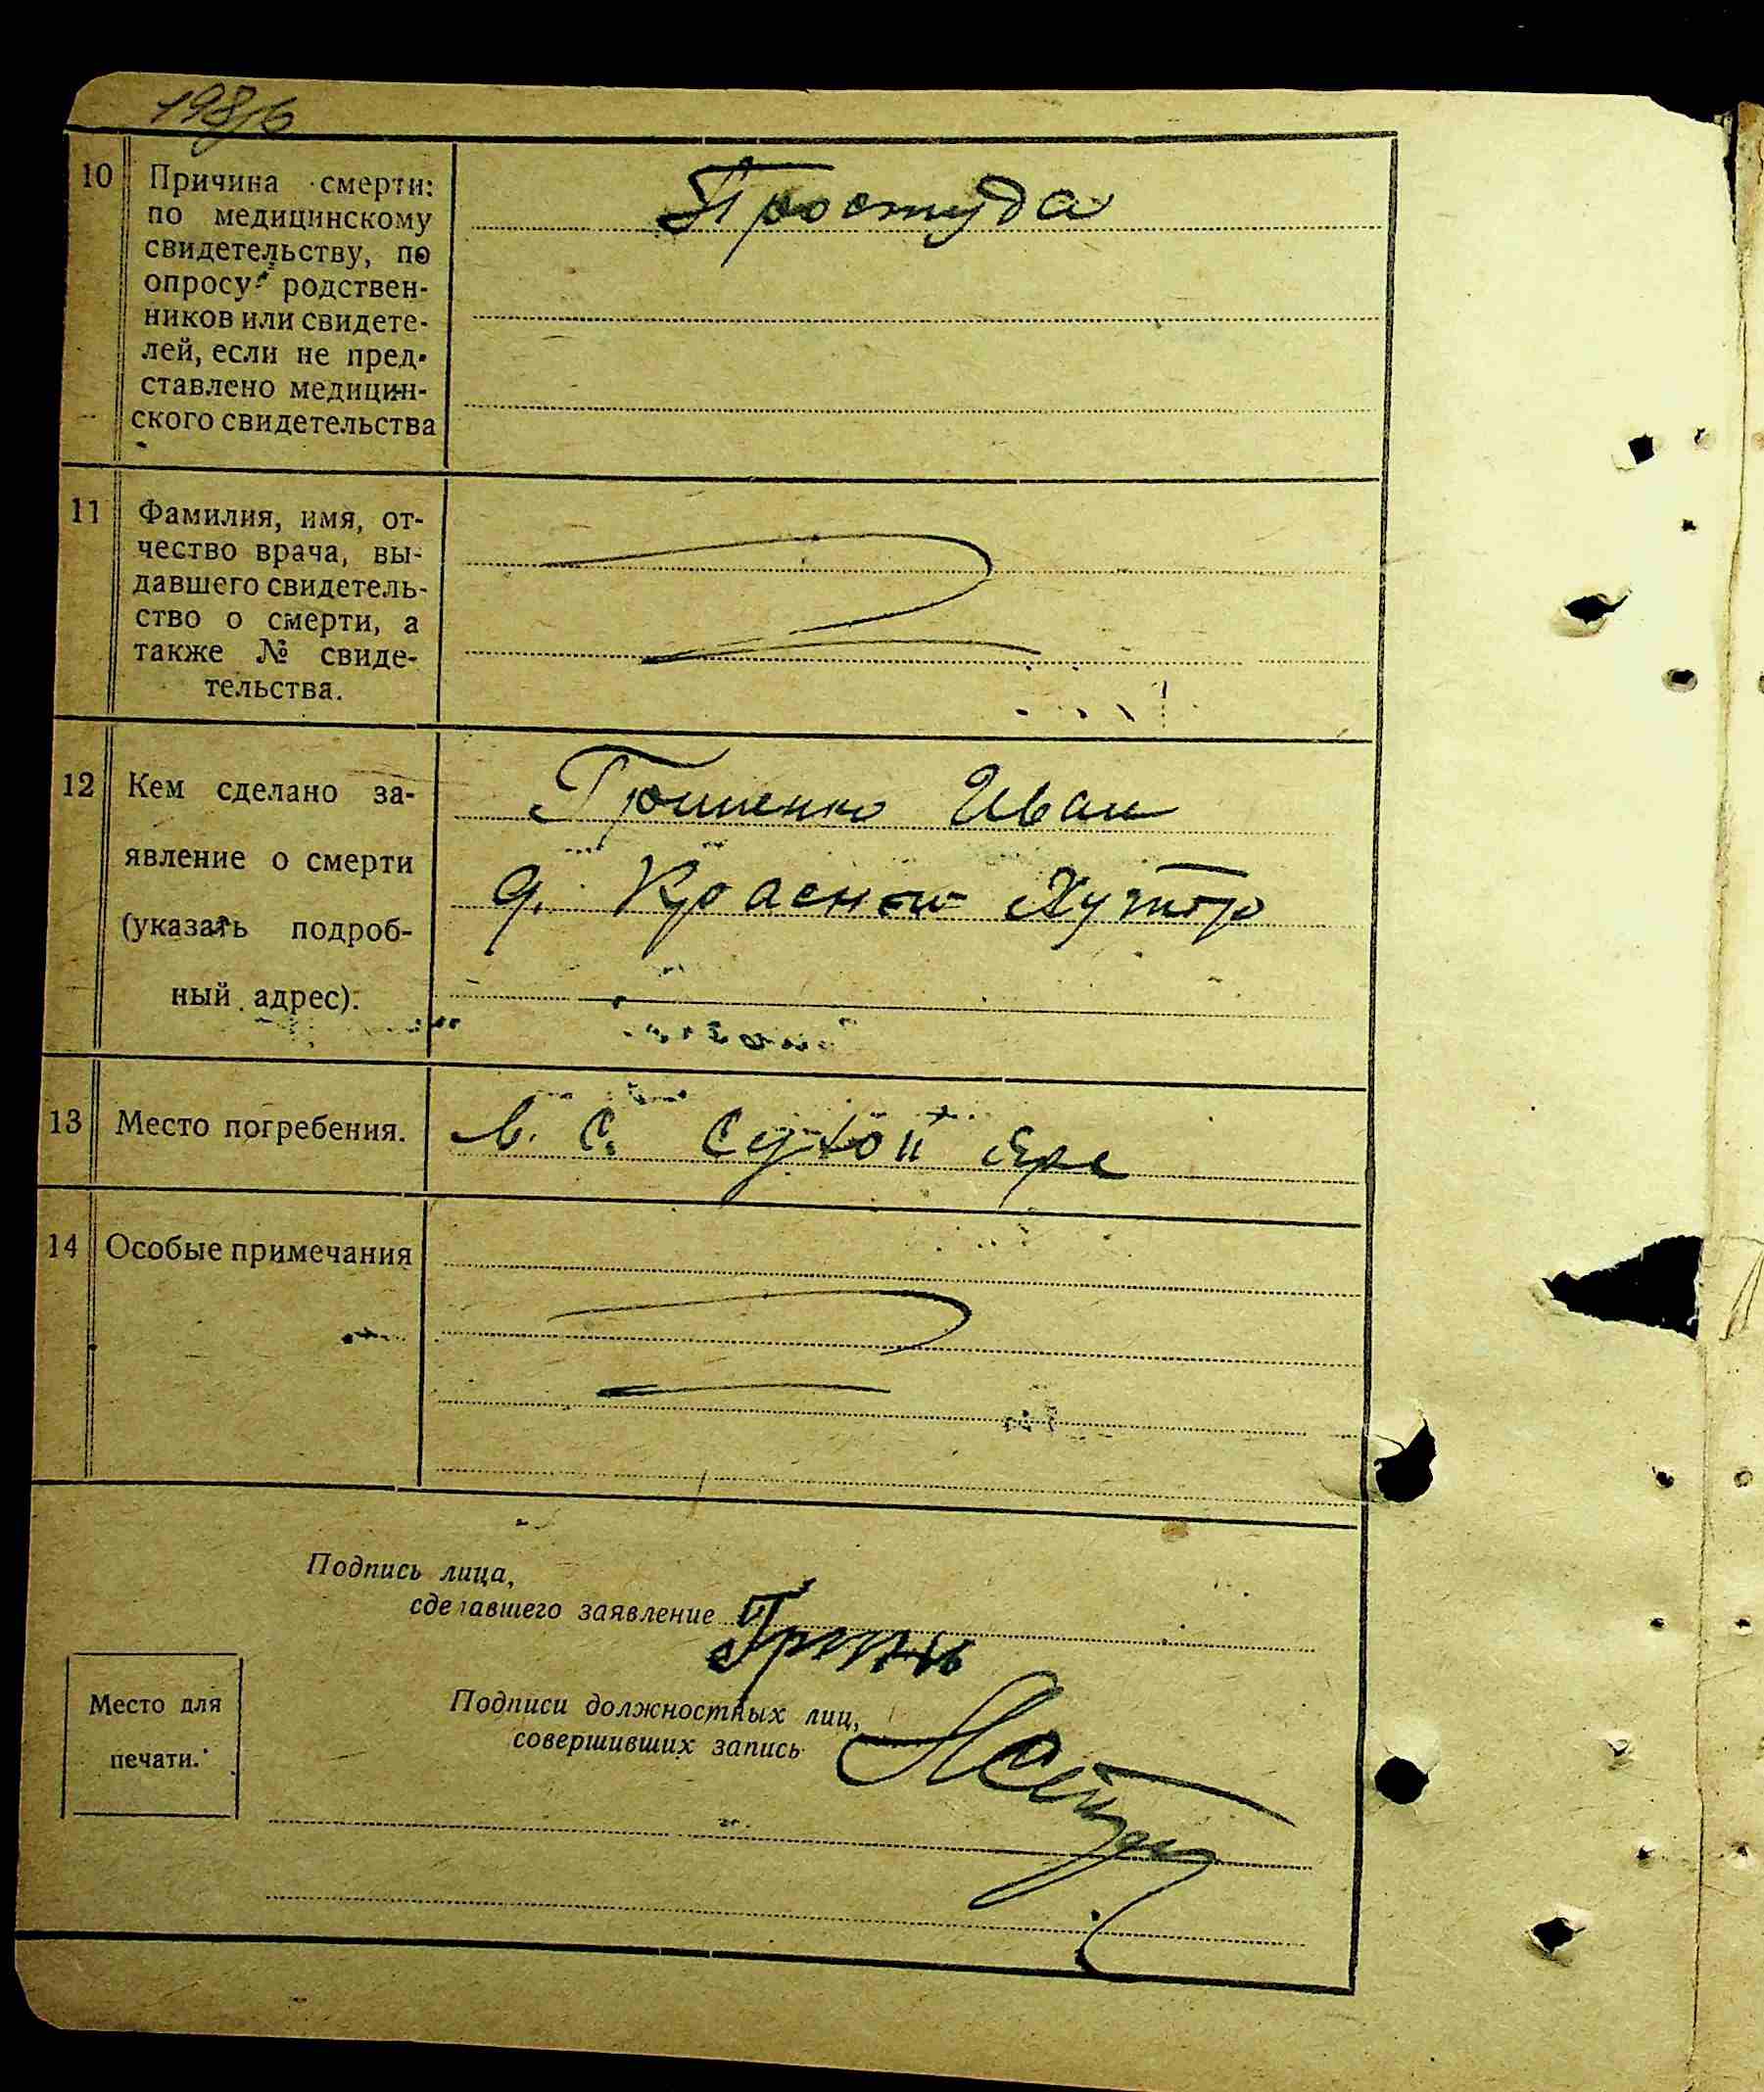 10 Причина смерти:
по медицинскому
свидетельству, по
опросу родствен-
ников или свидете-
лей, если не пред-
ставлено медицин-
ского свидетельства
Простуда
11 Фамилия, имя, от-
чество врача, вы-
давшего свидетель-
ство о смерти, а
также № свиде-
тельства.
12 Кем сделано за-
явление о смерти
(указать подроб-
ный адрес).
Иван
д. Красный Хутор
13 Место погребения.
в. с. Сухой Яре
14 Особые примечания
Подпись лица,
сделавшего заявление
Подписи должностных лиц,
совершивших запись
Место для
печати.